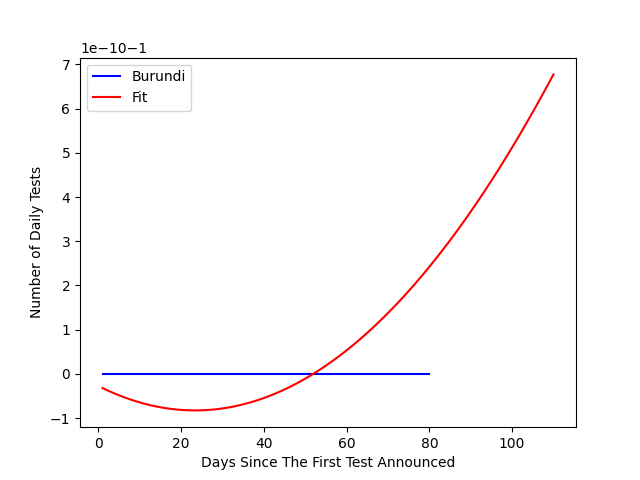 1e−10−1
7
6
5
4
3
2
1
0
−1
Number of Daily Tests
Burundi
Fit
0 20 40 60 80 100
Days Since The First Test Announced